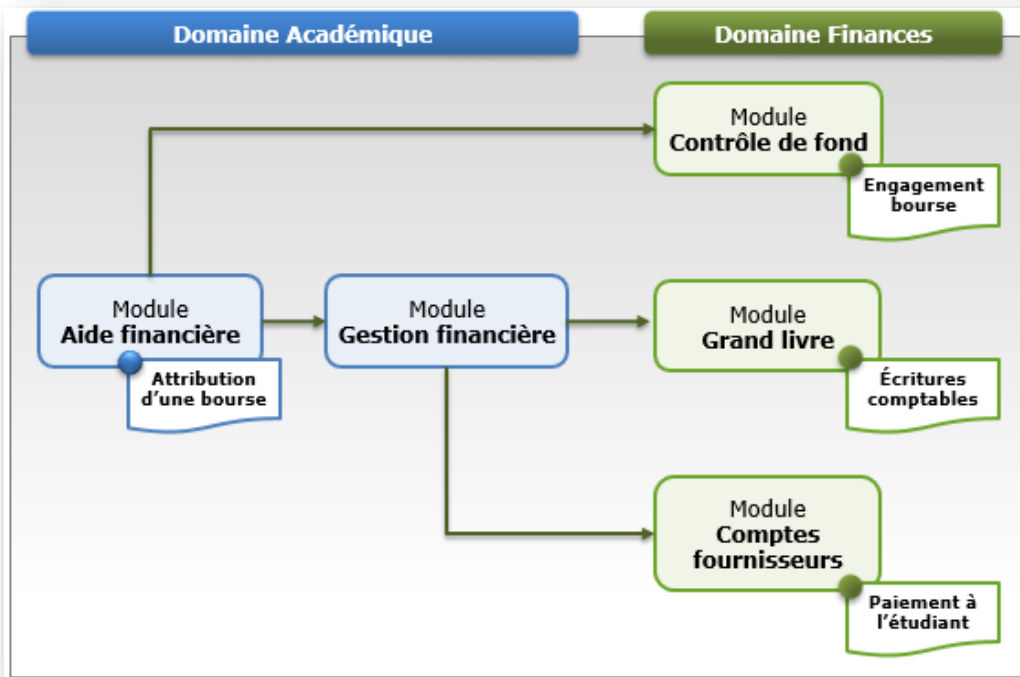 Domaine Académique
Domaine Finances
Module
Contrôle de fond
Engagement
bourse
Module
Aide financière
Attribution
d’une bourse
Module
Gestion financière
Module
Grand livre
Écritures
comptables
Module
Comptes
fournisseurs
Paiement à
l’étudiant